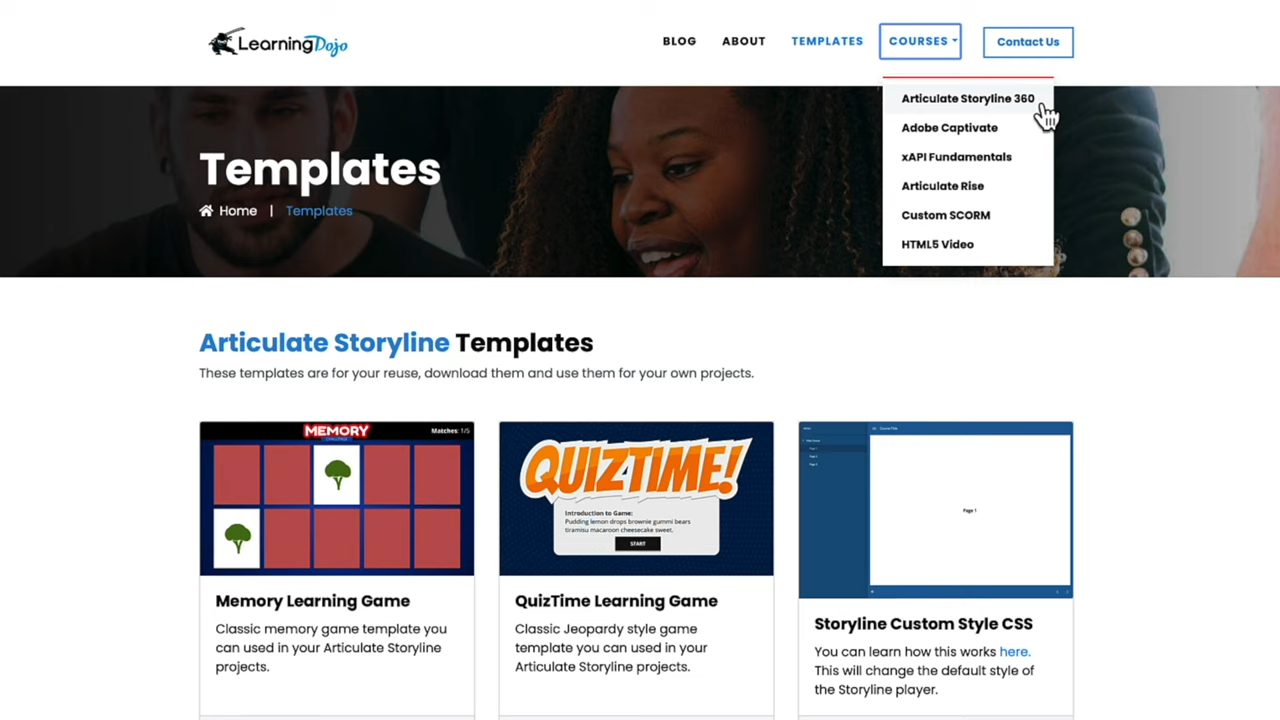 LearningDojo
BLOG
ABOUT
TEMPLATES
COURSES
Contact Us
Articulate Storyline 360
Adobe Captivate
xAPI Fundamentals
Articulate Rise
Custom SCORM
HTML5 Video
Templates
Home | Templates
Articulate Storyline Templates
These templates are for your reuse, download them and use them for your own projects.
MEMORY
Matches: 1/5
QUIZTIME!
Introduction to Game:
Pudding lemon drops brownie gummi bears
tiramisu macaroon cheesecake sweet.
START
Course Title
Page 1
Memory Learning Game
Classic memory game template you
can used in your Articulate Storyline
projects.
QuizTime Learning Game
Classic Jeopardy style game
template you can used in your
Articulate Storyline projects.
Storyline Custom Style CSS
You can learn how this works here.
This will change the default style of
the Storyline player.